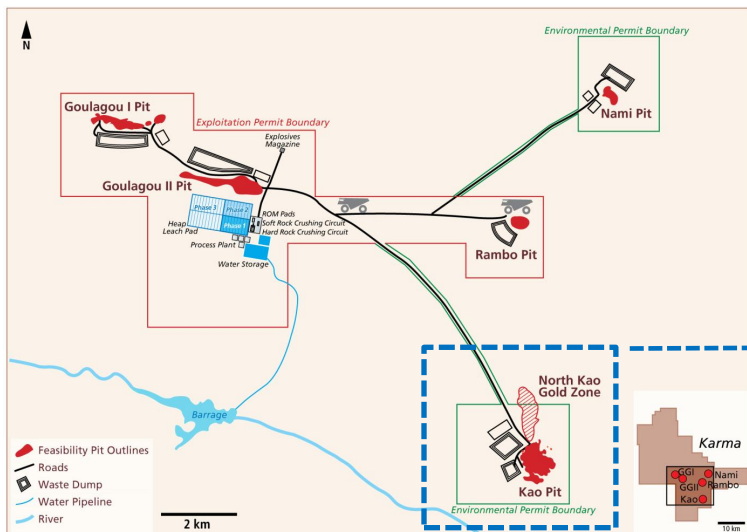 N
Environmental Permit Boundary
Goulagou I Pit
Exploitation Permit Boundary
Nami Pit
Explosives
Magazine
Goulagou II Pit
Phase 3
Phase 2
Phase 1
Heap
Leach Pad
ROM Pads
Soft Rock Crushing Circuit
Hard Rock Crushing Circuit
Process Plant
Water Storage
Rambo Pit
North Kao
Gold Zone
Barrage
Kao Pit
Environmental Permit Boundary
Feasibility Pit Outlines
Roads
Waste Dump
Water Pipeline
River
2 km
Karma
GGI
Nami
GGII
Rambo
Kao
10 km